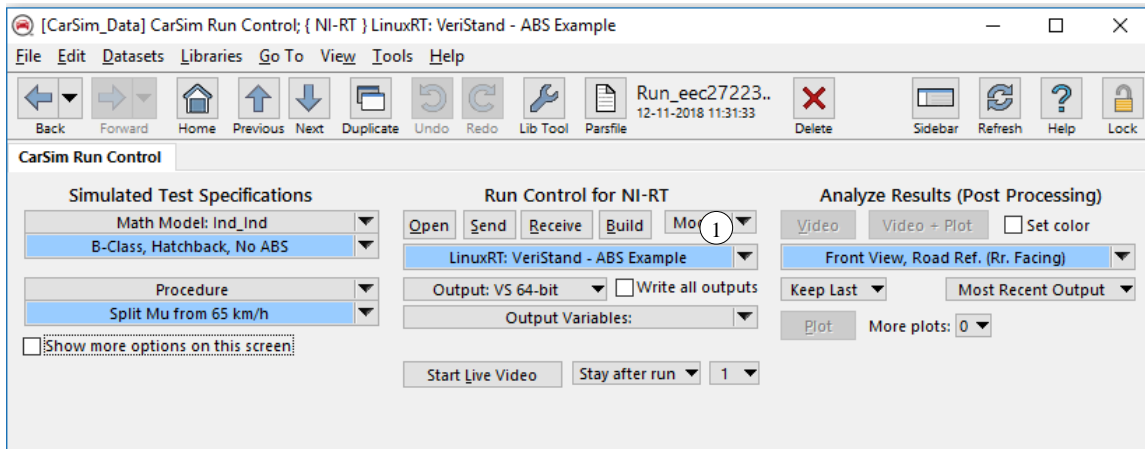 [CarSim_Data] CarSim Run Control; { NI-RT } LinuxRT: VeriStand - ABS Example
File Edit Datasets Libraries Go To View Tools Help
Back Forward Home Previous Next Duplicate Undo Redo Lib Tool Parsfile Run_eec27223.. 12-11-2018 11:31:33 Delete Sidebar Refresh Help Lock
CarSim Run Control
Simulated Test Specifications
Math Model: Ind_Ind
B-Class, Hatchback, No ABS
Procedure
Split Mu from 65 km/h
Show more options on this screen
Run Control for NI-RT
Open Send Receive Build 1
LinuxRT: VeriStand - ABS Example
Output: VS 64-bit Write all outputs
Output Variables:
Start Live Video Stay after run 1
Analyze Results (Post Processing)
Video Video + Plot Set color
Front View, Road Ref. (Rr. Facing)
Keep Last Most Recent Output
Plot More plots: 0